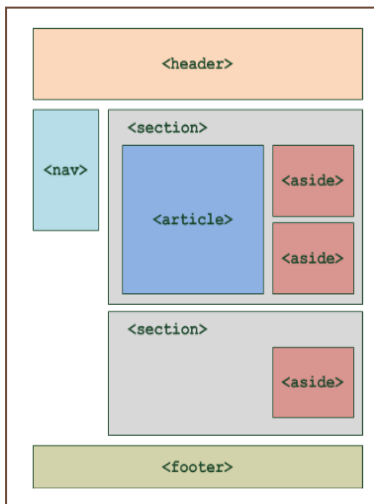 <header>
<section>
<nav>
<article>
<aside>
<aside>
<section>
<aside>
<footer>